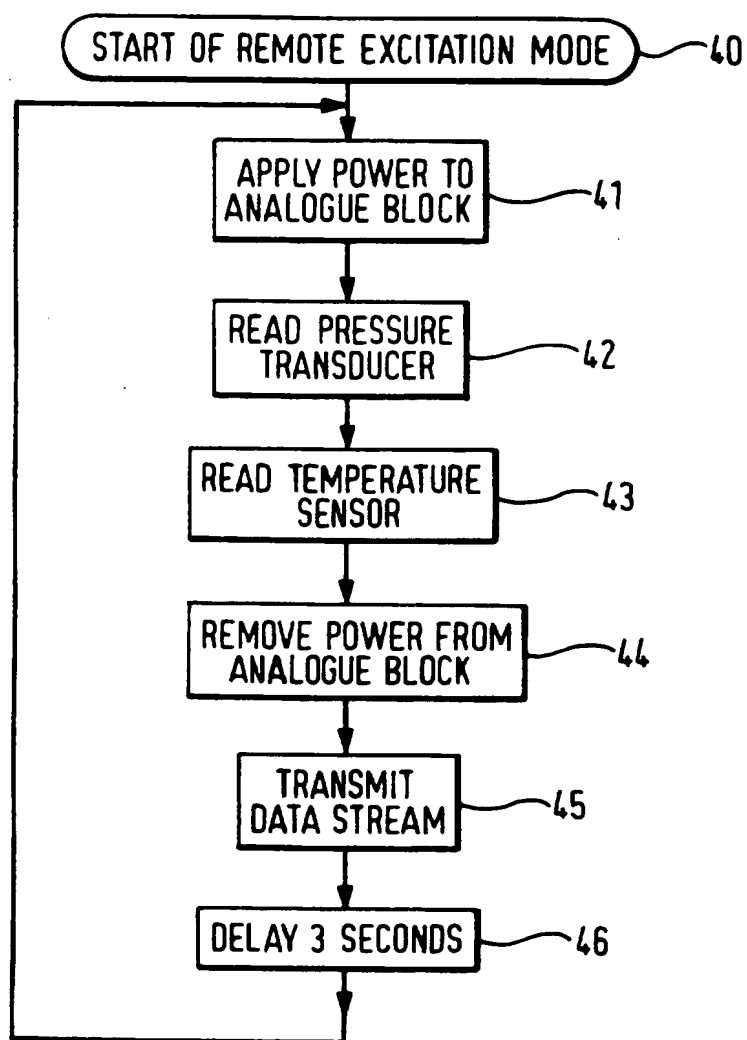 START OF REMOTE EXCITATION MODE
40
APPLY POWER TO
ANALOGUE BLOCK
41
READ PRESSURE
TRANSDUCER
42
READ TEMPERATURE
SENSOR
43
REMOVE POWER FROM
ANALOGUE BLOCK
44
TRANSMIT
DATA STREAM
45
DELAY 3 SECONDS
46